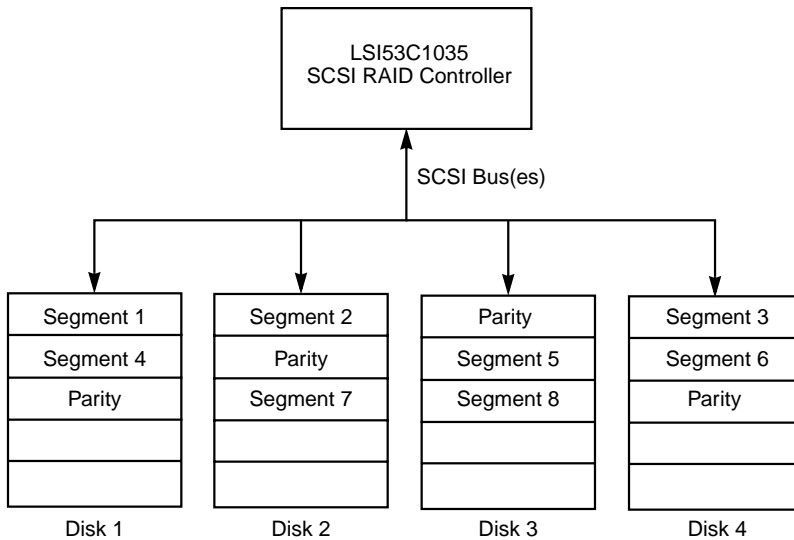 LSI53C1035
SCSI RAID Controller
SCSI Bus(es)
Segment 1
Segment 2
Parity
Segment 3
Segment 4
Parity
Segment 5
Segment 6
Parity
Segment 7
Segment 8
Parity
Disk 1
Disk 2
Disk 3
Disk 4